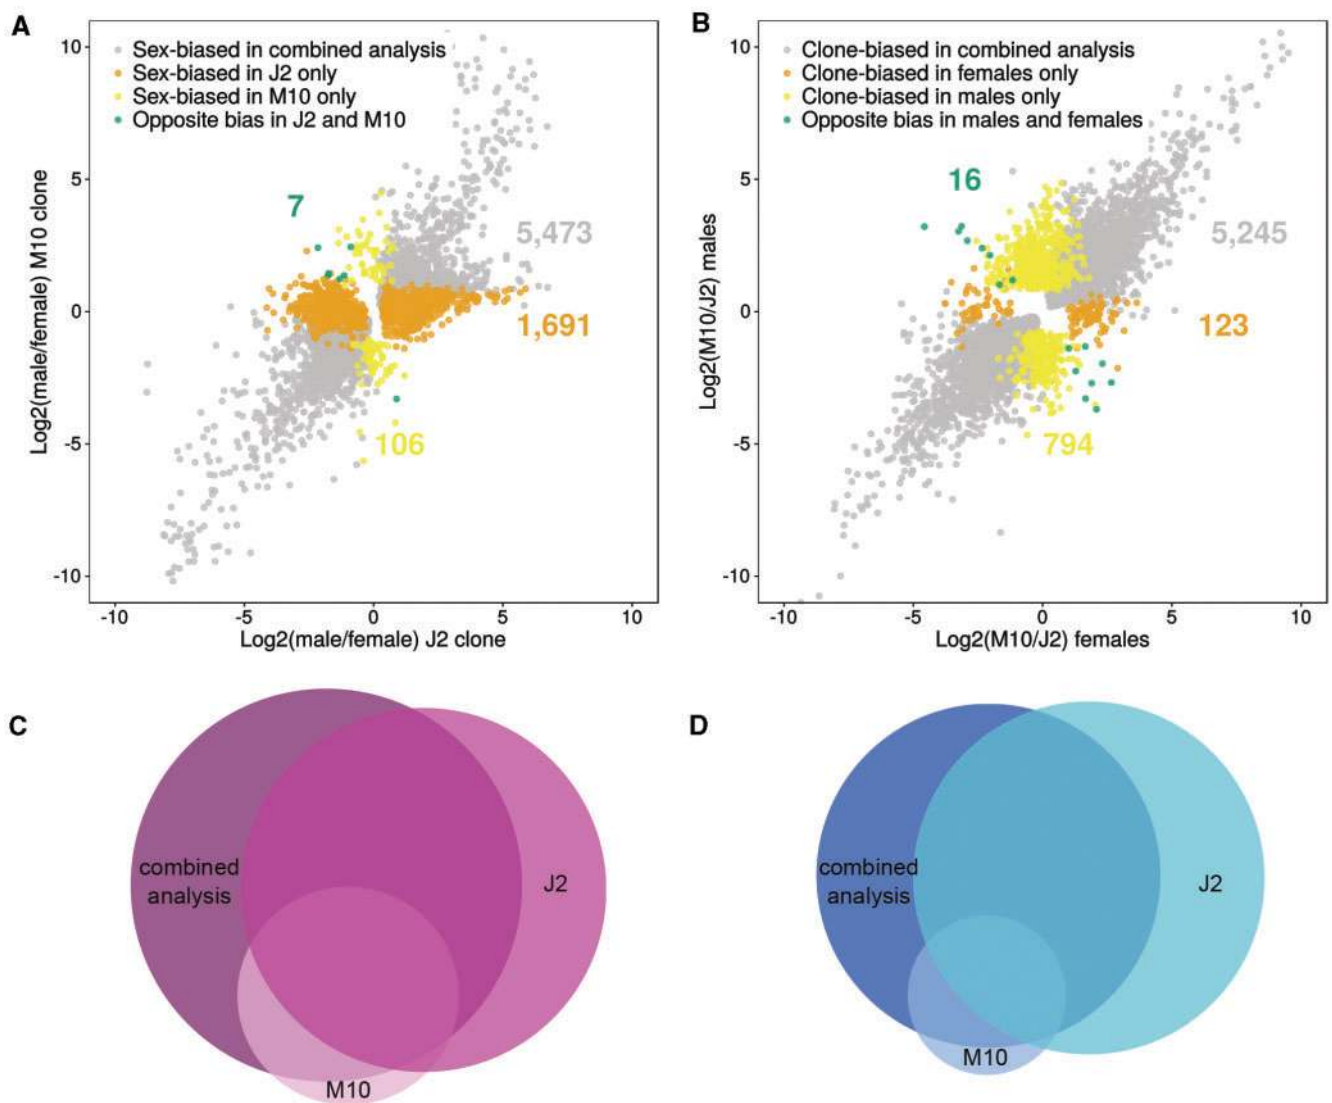 A
10
5
0
-5
-10
Log2(male/female) M10 clone
Sex-biased in combined analysis
Sex-biased in J2 only
Sex-biased in M10 only
Opposite bias in J2 and M10
7
5,473
1,691
106
-10
-5
0
5
10
Log2(male/female) J2 clone
B
10
5
0
-5
-10
Log2(M10/J2) males
Clone-biased in combined analysis
Clone-biased in females only
Clone-biased in males only
Opposite bias in males and females
16
5,245
123
794
-10
-5
0
5
10
Log2(M10/J2) females
C
combined
analysis
J2
M10
D
combined
analysis
J2
M10